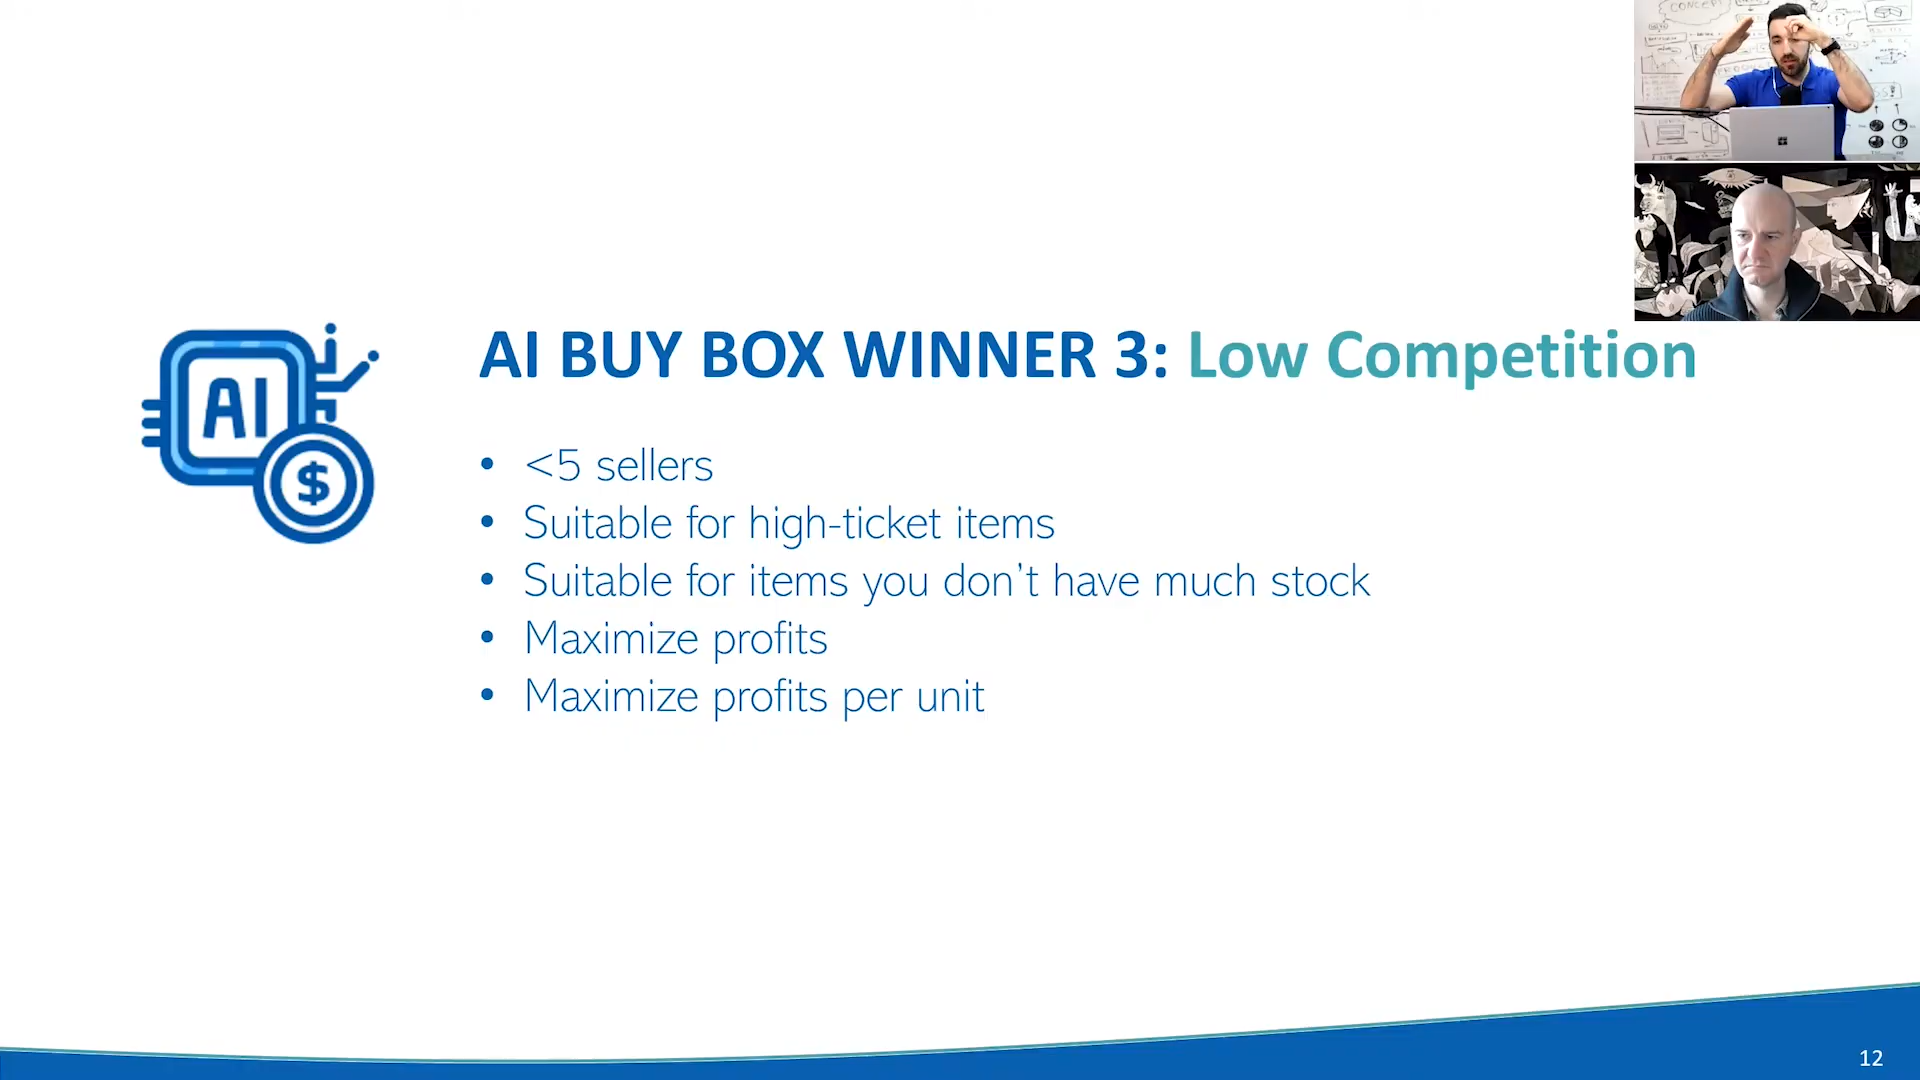 CONCEPT
AI
$
AI BUY BOX WINNER 3: Low Competition
• <5 sellers
• Suitable for high-ticket items
• Suitable for items you don't have much stock
• Maximize profits
• Maximize profits per unit
12